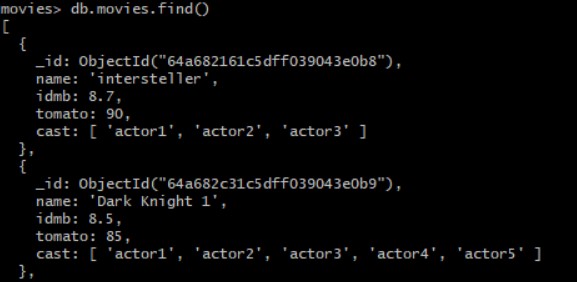 movies> db.movies.find()
[
  {
    _id: ObjectId("64a682161c5dff039043e0b8"),
    name: 'intersteller',
    idmb: 8.7,
    tomato: 90,
    cast: [ 'actor1', 'actor2', 'actor3' ]
  },
  {
    _id: ObjectId("64a682c31c5dff039043e0b9"),
    name: 'Dark Knight 1',
    idmb: 8.5,
    tomato: 85,
    cast: [ 'actor1', 'actor2', 'actor3', 'actor4', 'actor5' ]
  },